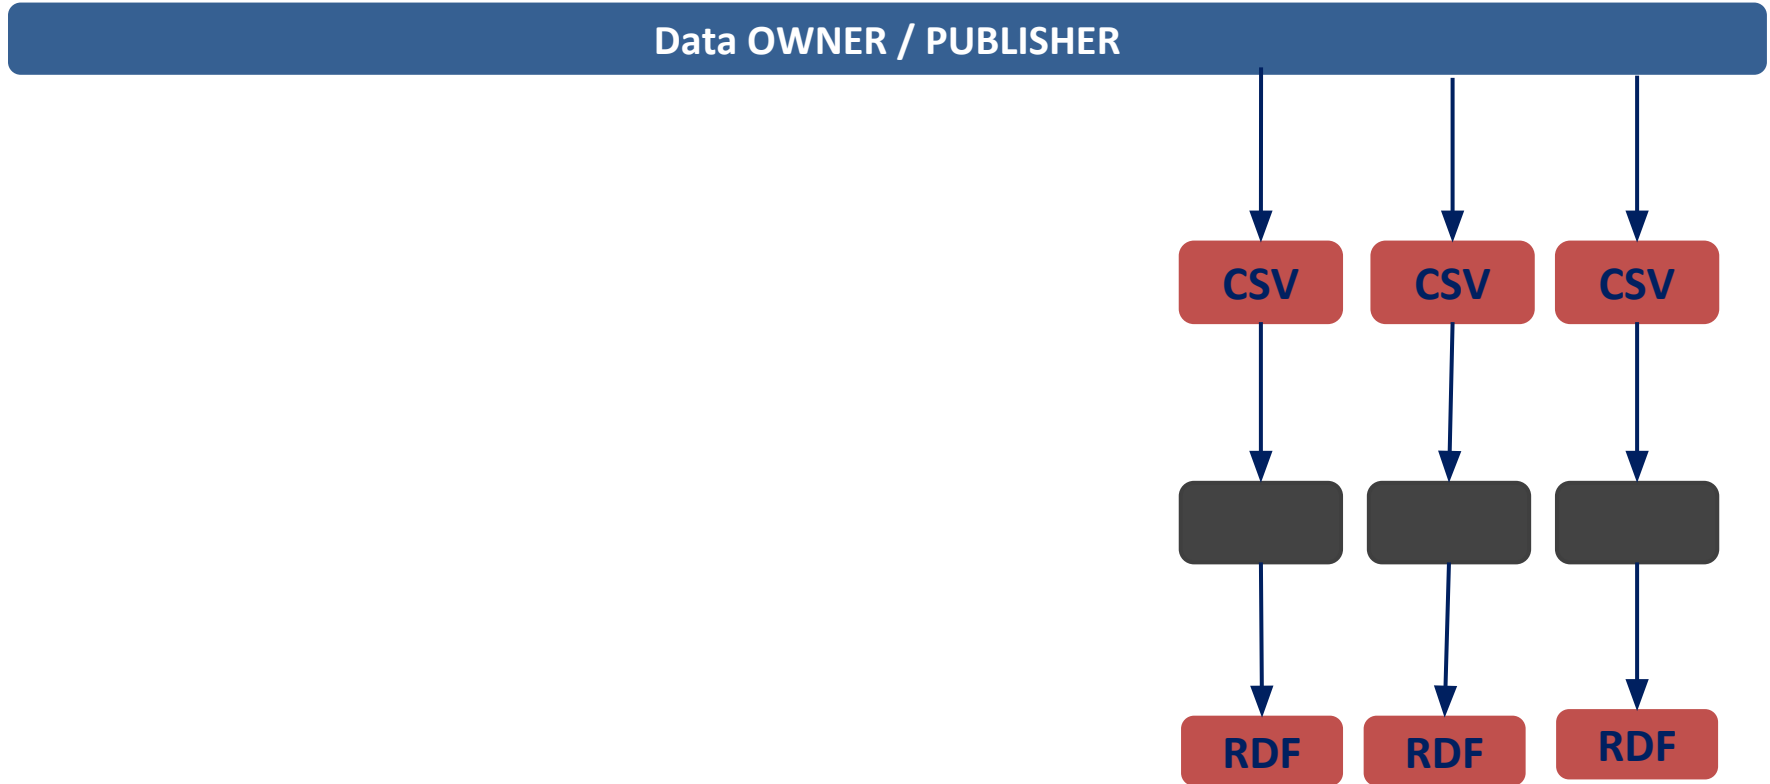 Data OWNER / PUBLISHER
CSV
CSV
CSV
RDF
RDF
RDF